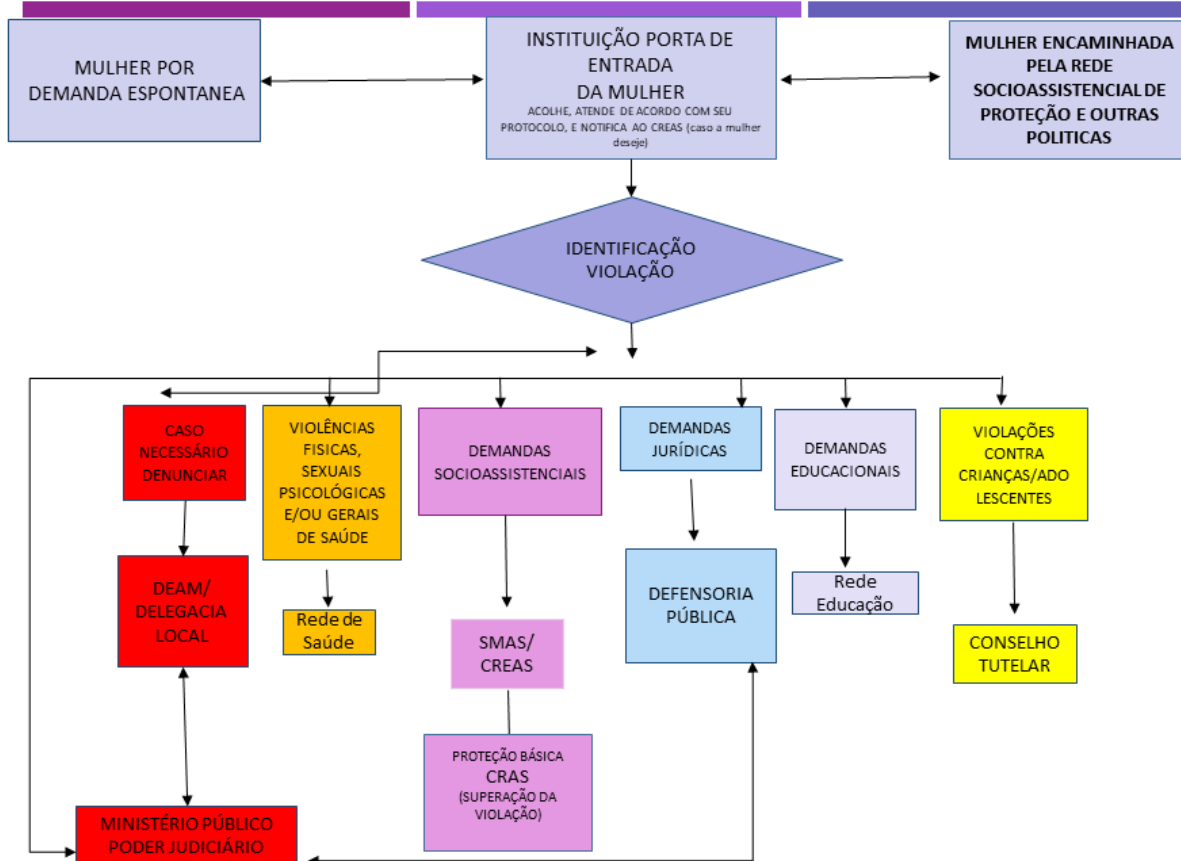 MULHER POR
DEMANDA ESPONTANEA
INSTITUIÇÃO PORTA DE
ENTRADA
DA MULHER
ACOLHE, ATENDE DE ACORDO COM SEU
PROTOCOLO, E NOTIFICA AO CREAS (caso a mulher
deseje)
MULHER ENCAMINHADA
PELA REDE
SOCIOASSISTENCIAL DE
PROTEÇÃO E OUTRAS
POLITICAS
IDENTIFICAÇÃO
VIOLAÇÃO
CASO
NECESSÁRIO
DENUNCIAR
VIOLÊNCIAS
FISICAS,
SEXUAIS
PSICOLÓGICAS
E/OU GERAIS
DE SAÚDE
DEMANDAS
SOCIOASSISTENCIAIS
DEMANDAS
JURÍDICAS
DEMANDAS
EDUCACIONAIS
VIOLAÇÕES
CONTRA
CRIANÇAS/ADO
LESCENTES
DEAM/
DELEGACIA
LOCAL
Rede de
Saúde
SMAS/
CREAS
DEFENSORIA
PÚBLICA
Rede
Educação
CONSELHO
TUTELAR
PROTEÇÃO BÁSICA
CRAS
(SUPERAÇÃO DA
VIOLAÇÃO)
MINISTÉRIO PÚBLICO
PODER JUDICIÁRIO